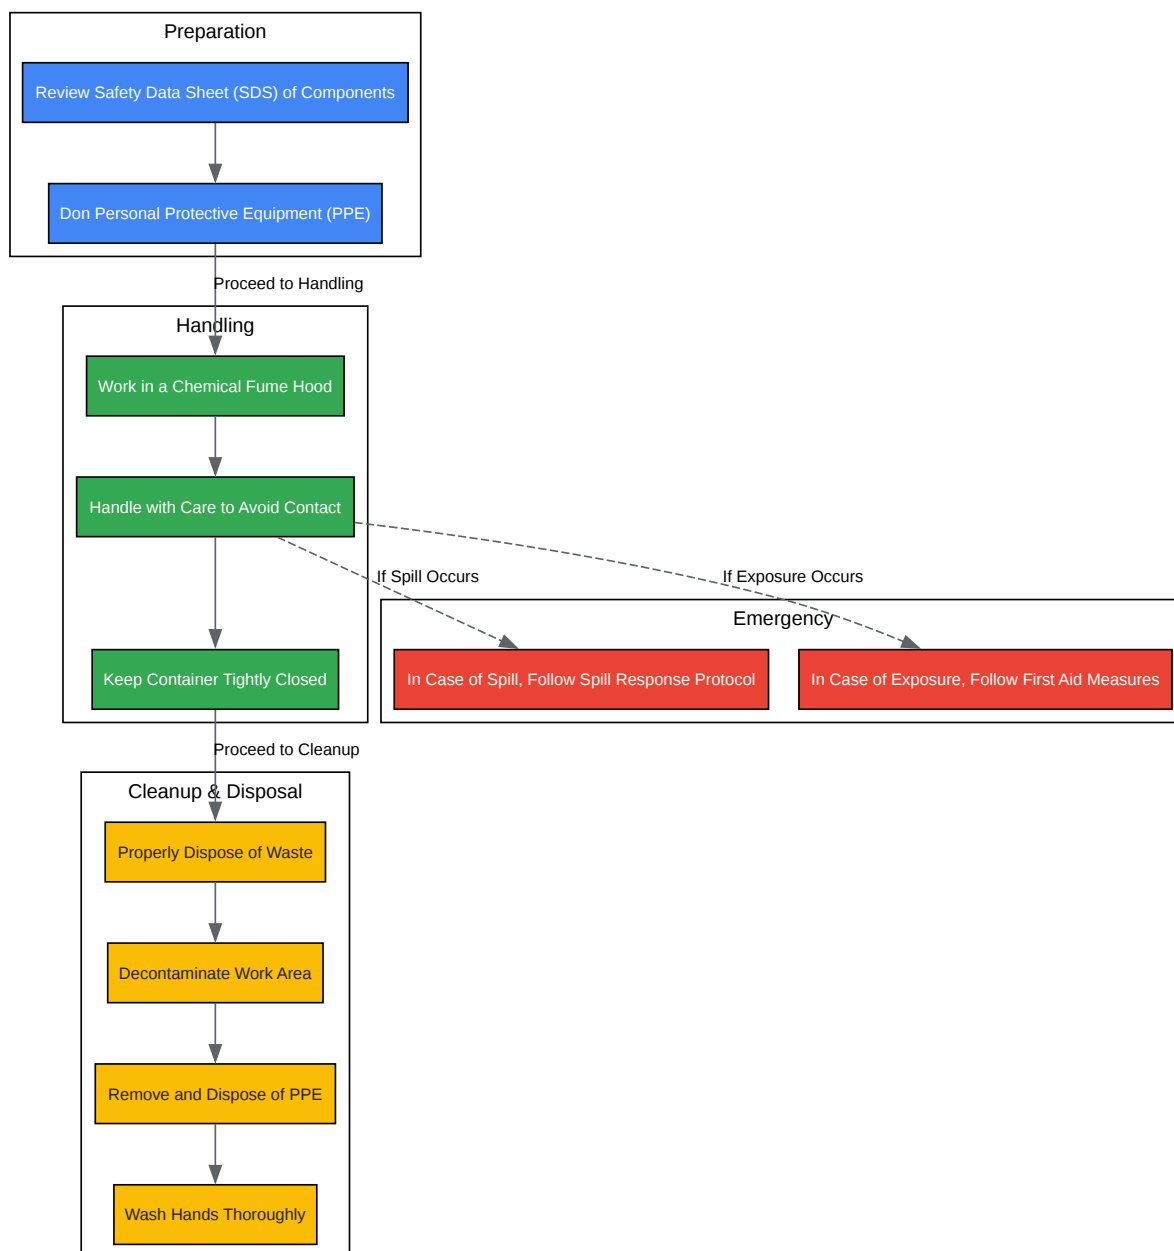 Preparation
Review Safety Data Sheet (SDS) of Components
Don Personal Protective Equipment (PPE)
Proceed to Handling
Handling
Work in a Chemical Fume Hood
Handle with Care to Avoid Contact
If Spill Occurs
If Exposure Occurs
Emergency
Keep Container Tightly Closed
In Case of Spill, Follow Spill Response Protocol
In Case of Exposure, Follow First Aid Measures
Proceed to Cleanup
Cleanup & Disposal
Properly Dispose of Waste
Decontaminate Work Area
Remove and Dispose of PPE
Wash Hands Thoroughly